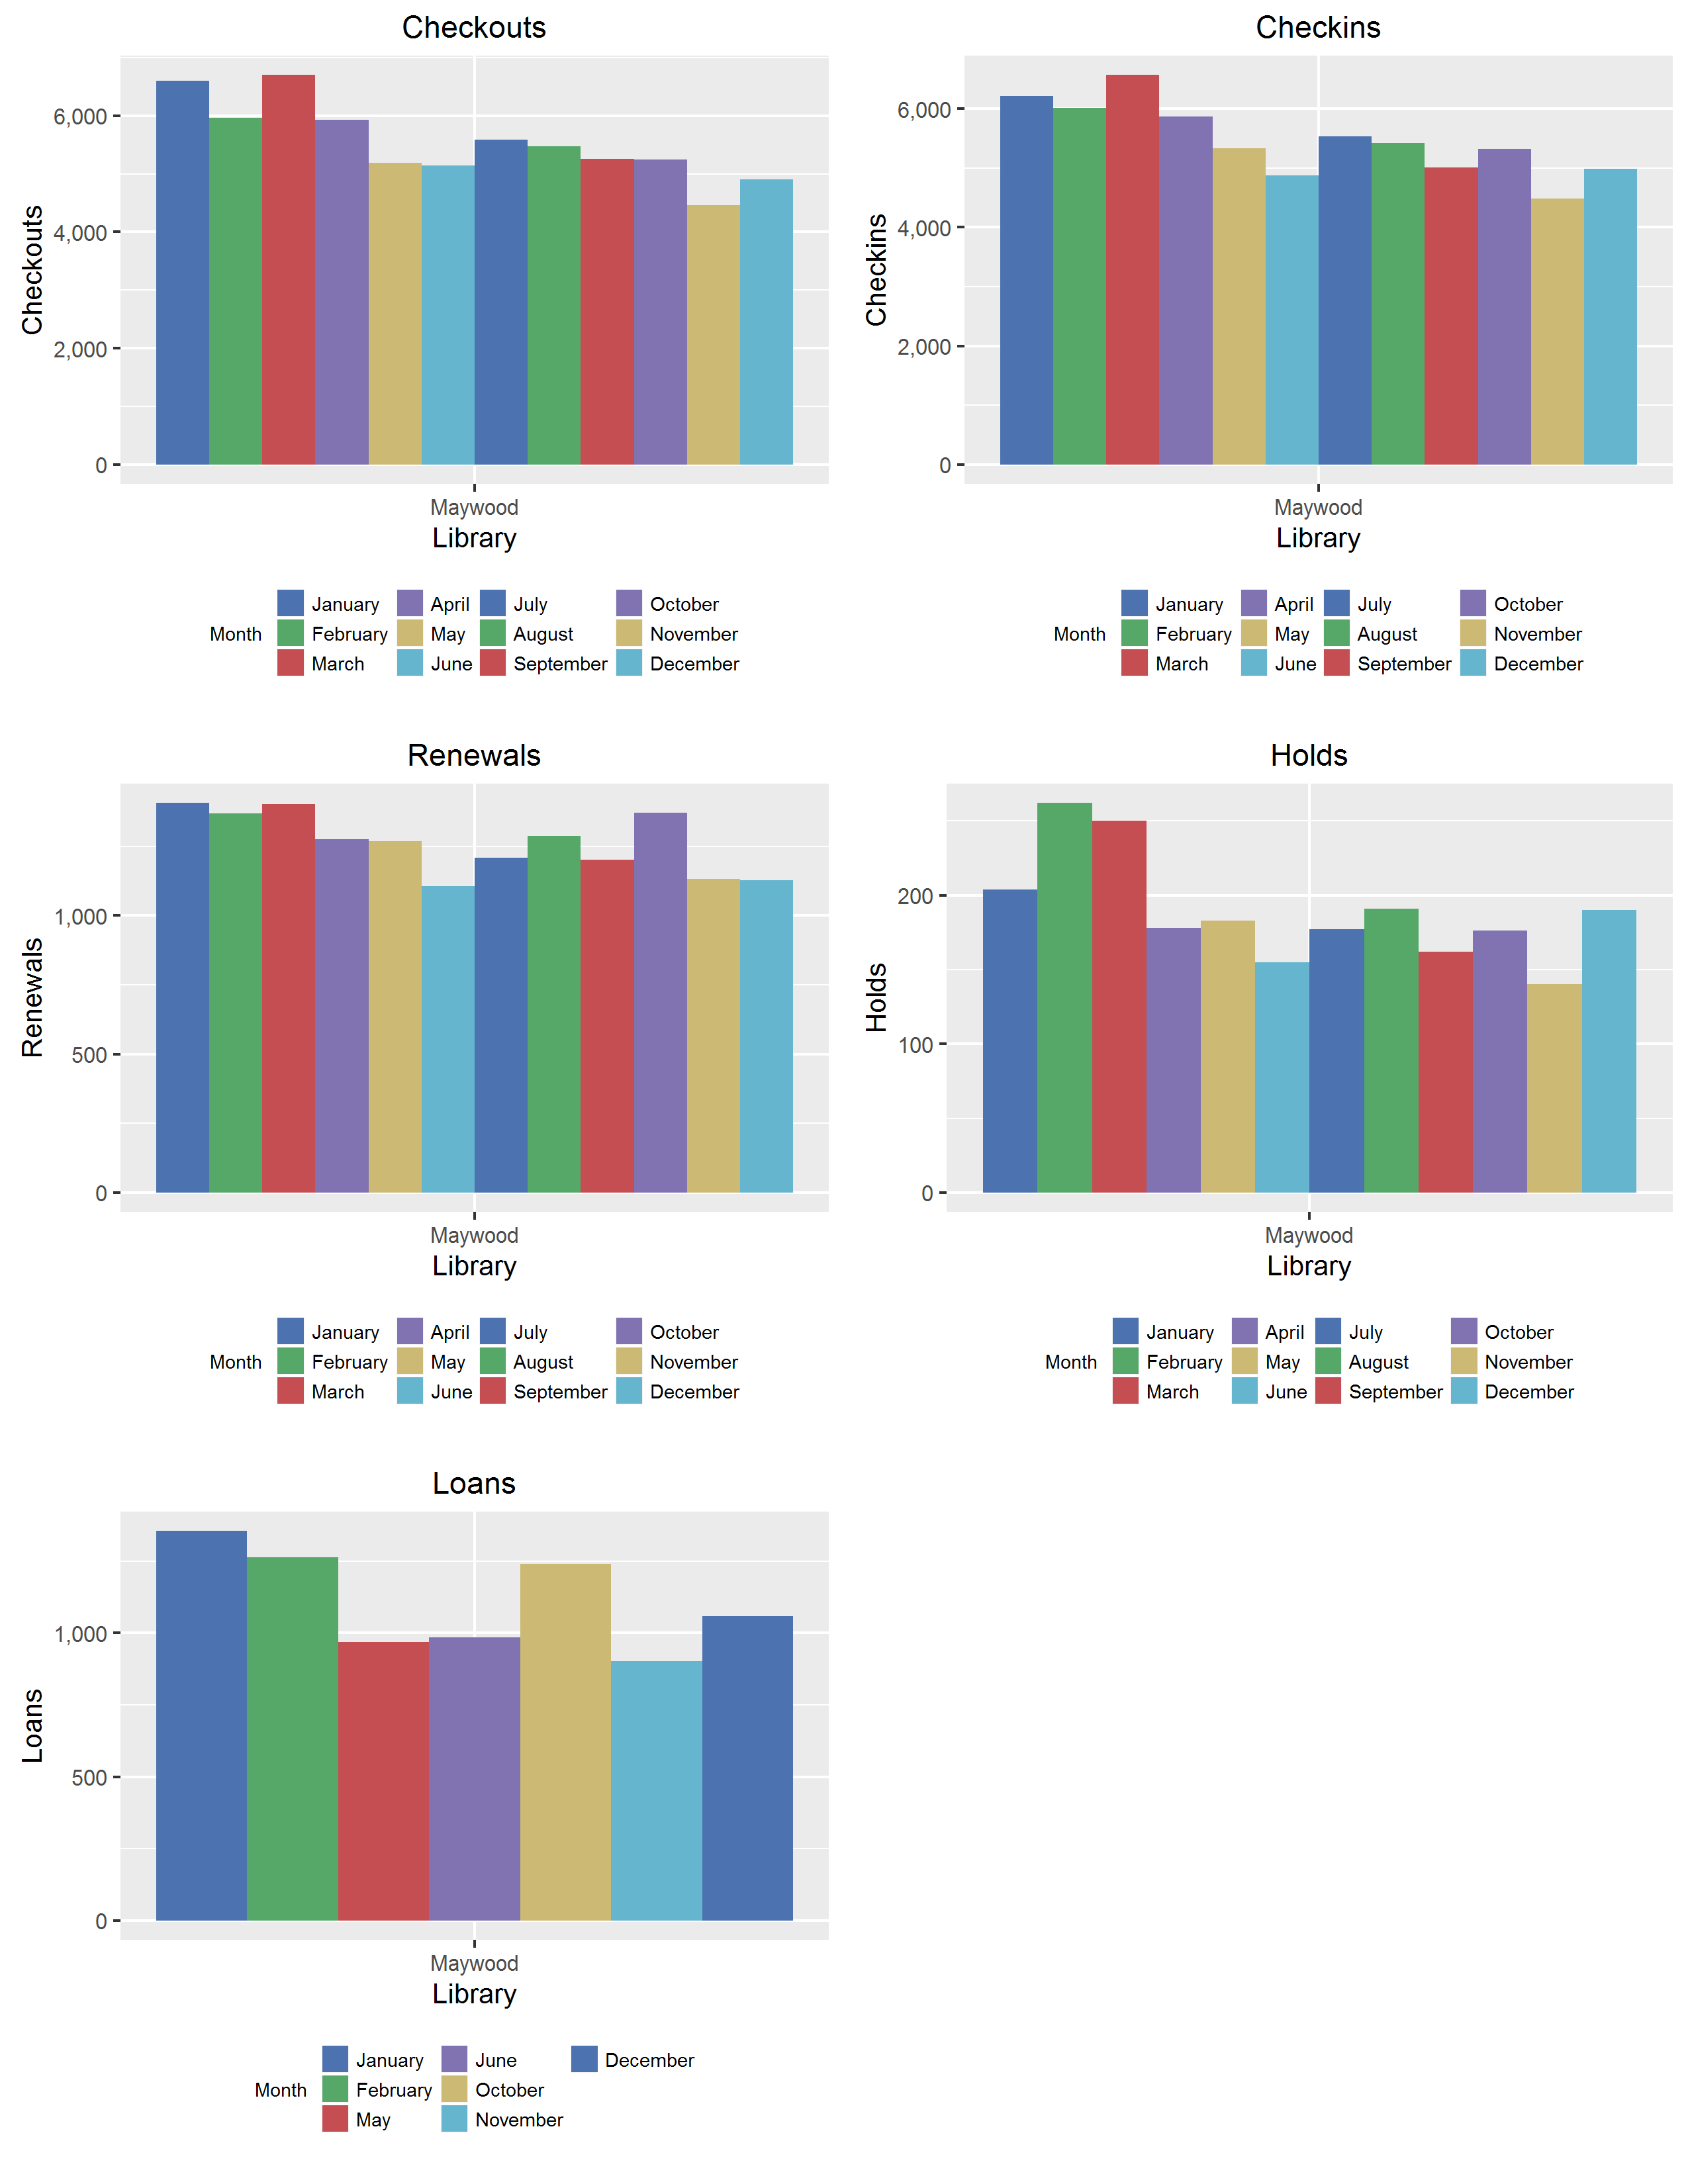 Checkouts
Checkouts
6,000
4,000
2,000
0
Maywood
Library
Month
January
February
March
April
May
June
July
August
September
October
November
December
Checkins
Checkins
6,000
4,000
2,000
0
Maywood
Library
Month
January
February
March
April
May
June
July
August
September
October
November
December
Renewals
Renewals
1,000
500
0
Maywood
Library
Month
January
February
March
April
May
June
July
August
September
October
November
December
Holds
Holds
200
100
0
Maywood
Library
Month
January
February
March
April
May
June
July
August
September
October
November
December
Loans
Loans
1,000
500
0
Maywood
Library
Month
January
February
May
June
October
November
December